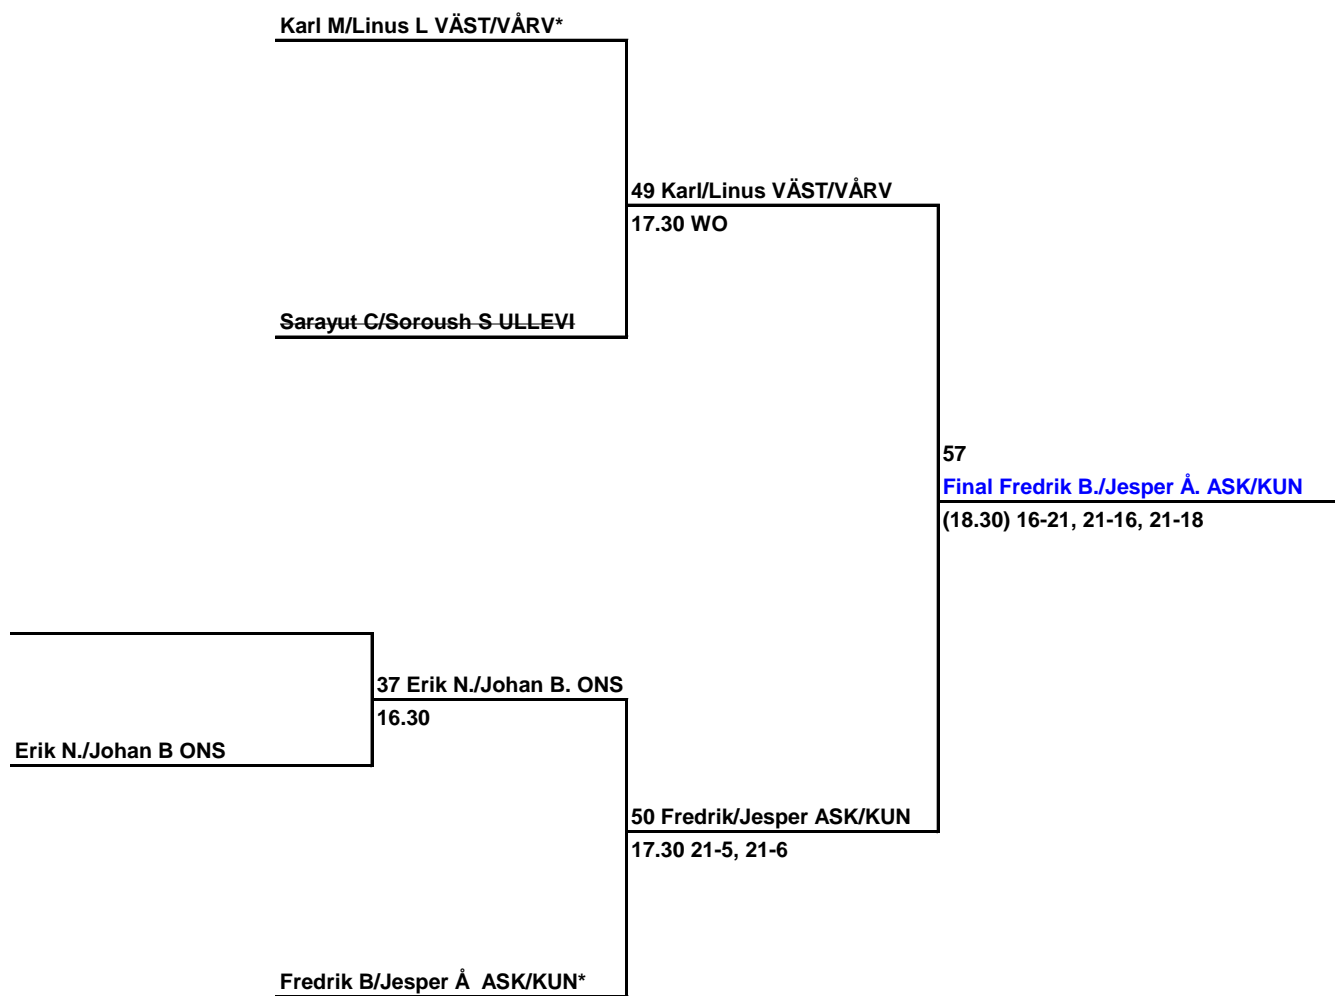 Karl M/Linus L VÄST/VÅRV*
49 Karl/Linus VÄST/VÅRV
17.30 WO
Sarayut C/Soroush S ULLEVI
57
Final Fredrik B./Jesper Å. ASK/KUN
(18.30) 16-21, 21-16, 21-18
37 Erik N./Johan B. ONS
16.30
Erik N./Johan B ONS
50 Fredrik/Jesper ASK/KUN
17.30 21-5, 21-6
Fredrik B/Jesper Å  ASK/KUN*